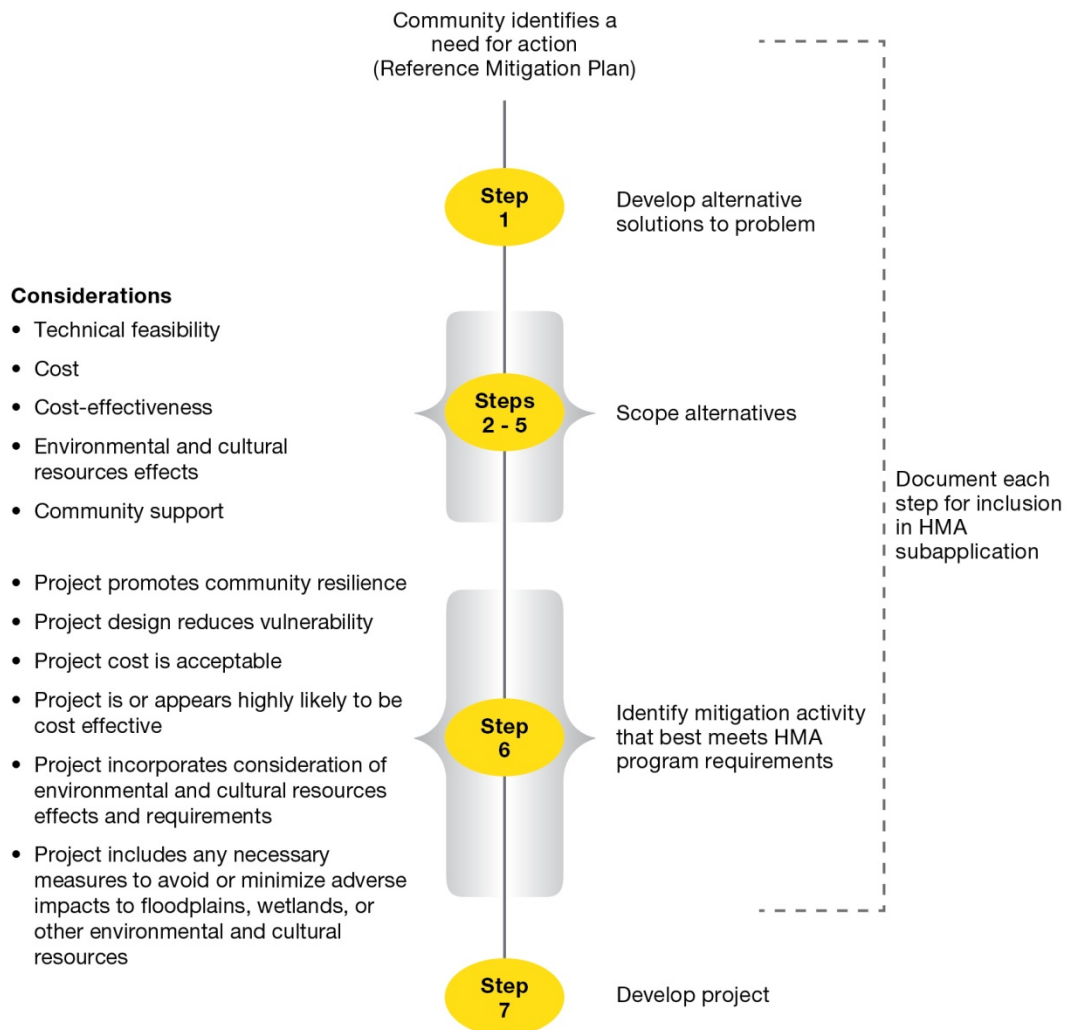 Community identifies a
need for action
(Reference Mitigation Plan)
Step
1
Develop alternative
solutions to problem
Considerations
• Technical feasibility
• Cost
• Cost-effectiveness
• Environmental and cultural
resources effects
• Community support
Steps
2 - 5
Scope alternatives
Document each
step for inclusion
in HMA
subapplication
• Project promotes community resilience
• Project design reduces vulnerability
• Project cost is acceptable
• Project is or appears highly likely to be
cost effective
• Project incorporates consideration of
environmental and cultural resources
effects and requirements
• Project includes any necessary
measures to avoid or minimize adverse
impacts to floodplains, wetlands, or
other environmental and cultural
resources
Step
6
Identify mitigation activity
that best meets HMA
program requirements
Step
7
Develop project